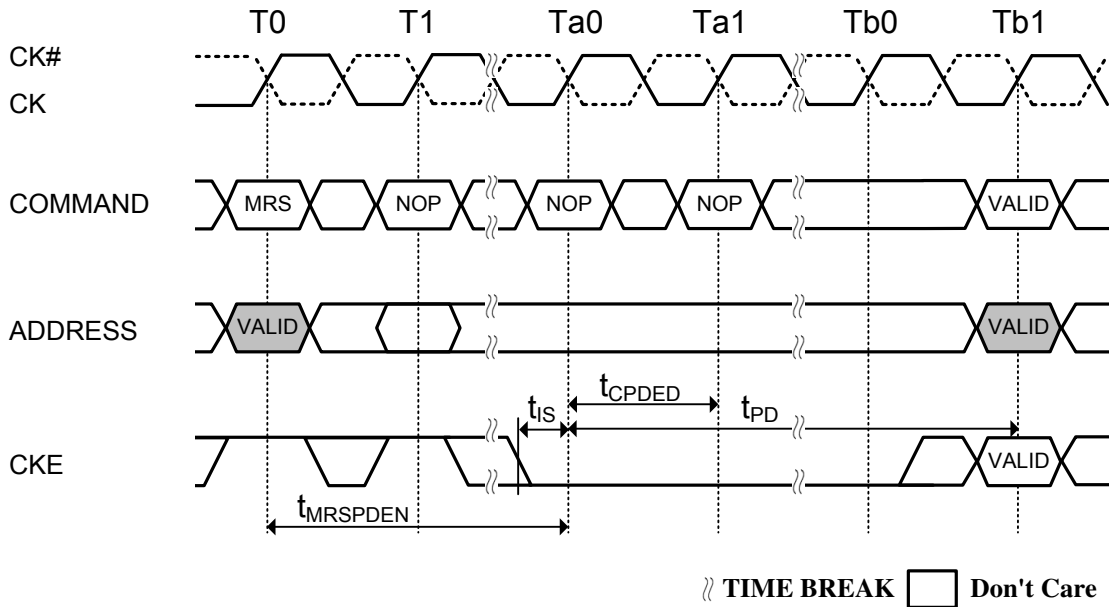 T0 T1 Ta0 Ta1 Tb0 Tb1
CK#
CK
COMMAND MRS NOP NOP NOP VALID
ADDRESS VALID VALID
tCPDED
tIS tPD
CKE VALID
tMRSPDEN
TIME BREAK Don't Care